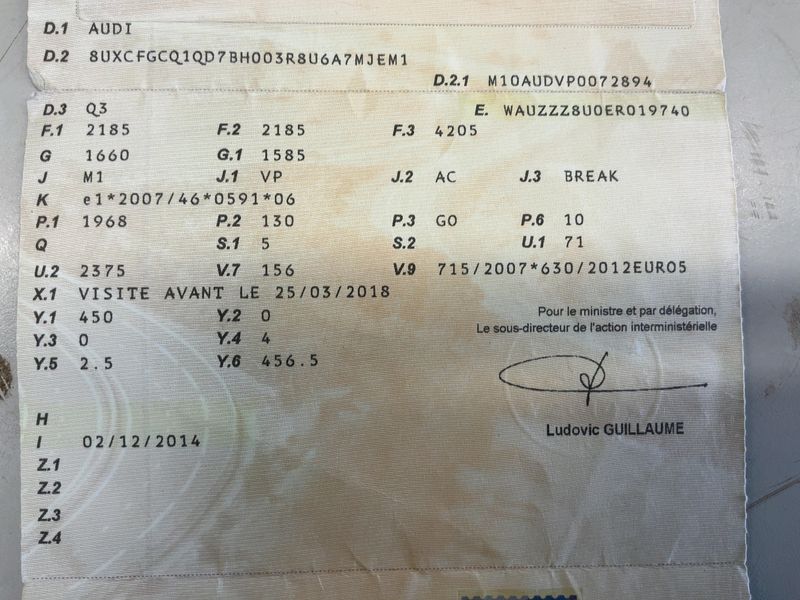 D.1 AUDI
D.2 8UXCFGCQ1QD7BH003R8U6A7MJEM1
D.2.1 M10AUDVP0072894
D.3 Q3 E. WAUZZZ8U0ER019740
F.1 2185 F.2 2185 F.3 4205
G 1660 G.1 1585
J M1 J.1 VP J.2 AC J.3 BREAK
K e1*2007/46*0591*06
P.1 1968 P.2 130 P.3 GO P.6 10
Q S.1 5 S.2 U.1 71
U.2 2375 V.7 156 V.9 715/2007*630/2012EURO5
X.1 VISITE AVANT LE 25/03/2018
Y.1 450 Y.2 0
Pour le ministre et par délégation,
Le sous-directeur de l'action interministérielle
Y.3 0 Y.4 4
Y.5 2.5 Y.6 456.5
H
Ludovic GUILLAUME
I 02/12/2014
Z.1
Z.2
Z.3
Z.4